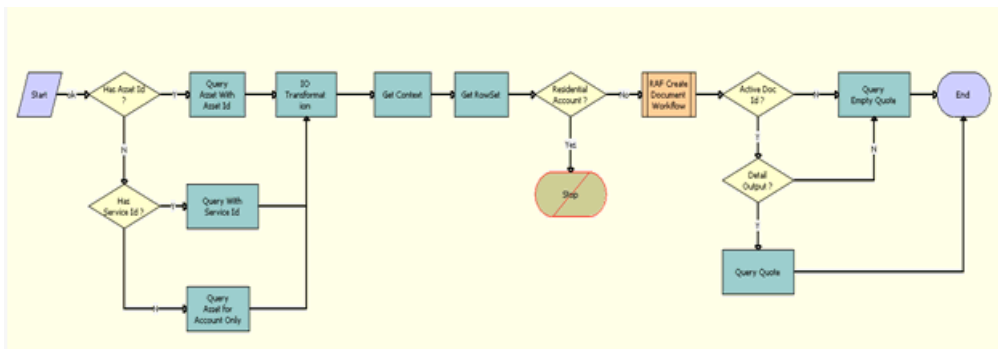 Start
ok
Has Asset Id
?
Y
Query
Asset With
Asset Id
IO
Transformat
ion
Get Context
Get RowSet
Residential
Account ?
No
RAF Create
Document
Workflow
Active Doc
Id ?
N
Query
Empty Quote
End
N
Yes
Y
N
Has
Service Id ?
Y
Query With
Service Id
Stop
Detail
Output ?
Y
Query Quote
N
Query
Asset for
Account Only